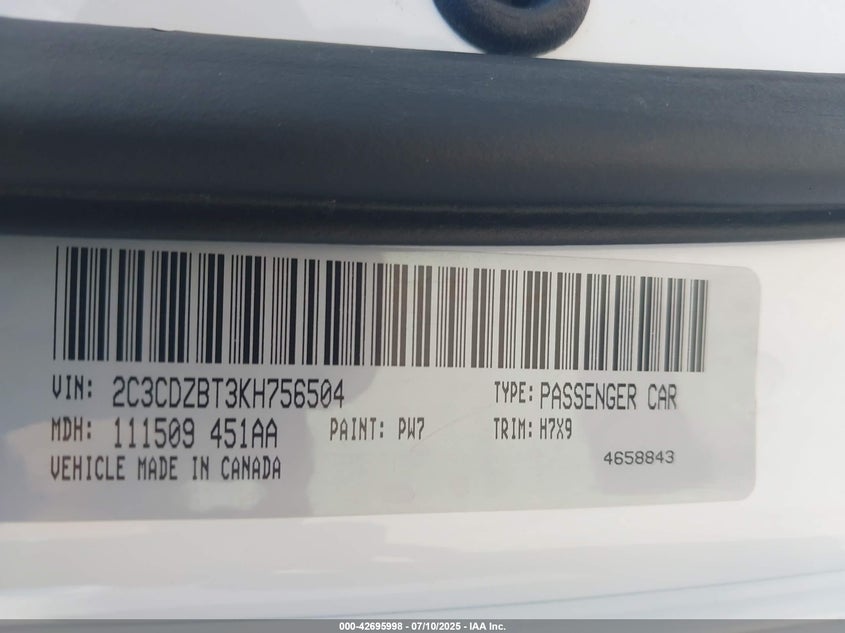 VIN: 2C3CDZBT3KH756504 TYPE: PASSENGER CAR
MDH: 111509 451AA PAINT: PW7 TRIM: H7X9
VEHICLE MADE IN CANADA 4658843
000-42695998 - 07/10/2025 - IAA Inc.